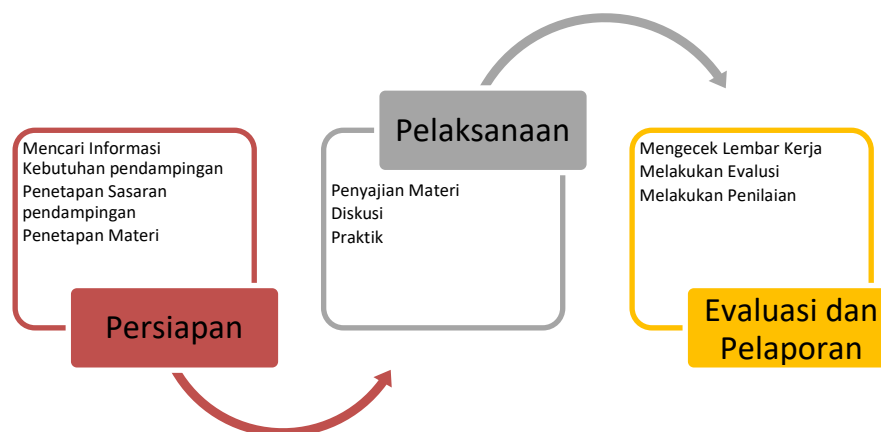 Mencari Informasi
Kebutuhan pendampingan
Penetapan Sasaran
pendampingan
Penetapan Materi
Persiapan
Pelaksanaan
Penyajian Materi
Diskusi
Praktik
Mengecek Lembar Kerja
Melakukan Evalusi
Melakukan Penilaian
Evaluasi dan
Pelaporan